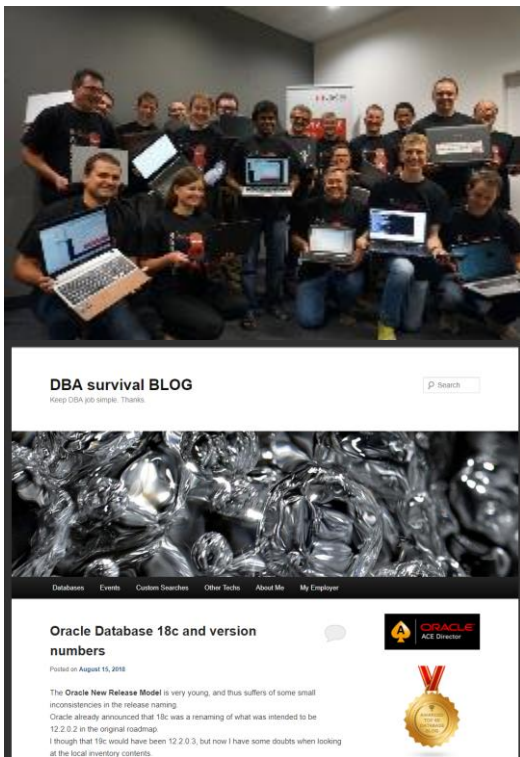 DBA survival BLOG
Keep DBA job simple. Thanks.
Search
Databases Events Custom Searches Other Techs About Me My Employer
Oracle Database 18c and version
numbers
Posted on August 15, 2018
The Oracle New Release Model is very young, and thus suffers of some small
inconsistencies in the release naming.
Oracle already announced that 18c was a renaming of what was intended to be
12.2.0.2 in the original roadmap.
I though that 19c would have been 12.2.0.3, but now I have some doubts when looking
at the local inventory contents.
A ORACLE
ACE Director
DATABASE
BLOG